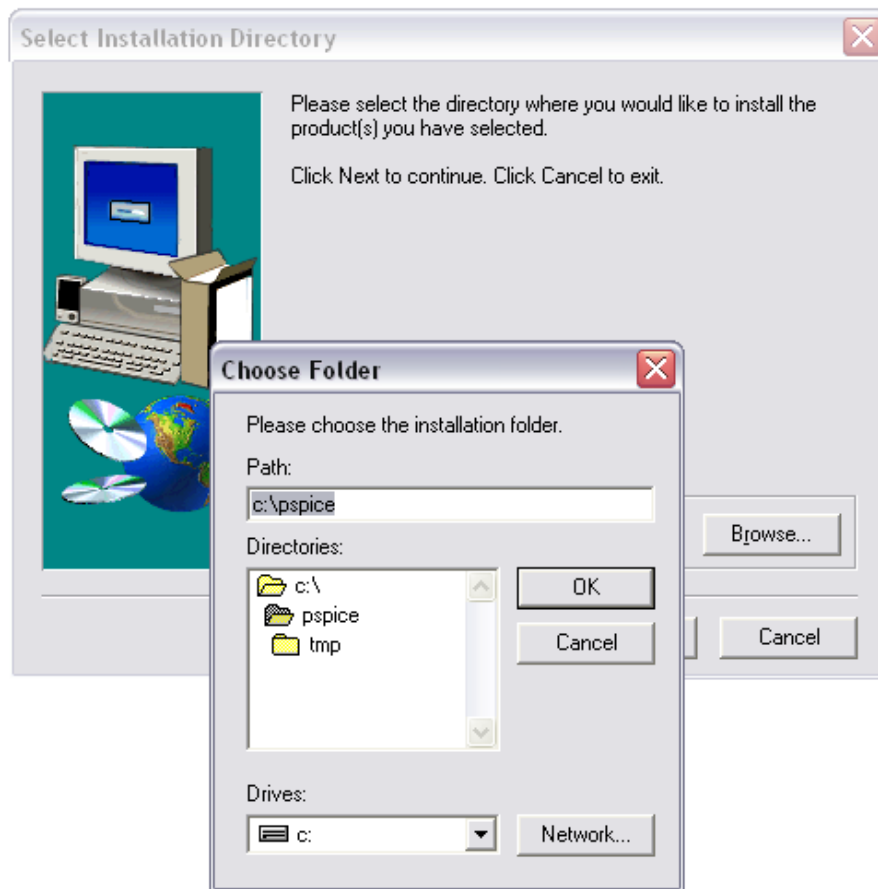 Select Installation Directory
Please select the directory where you would like to install the
product(s) you have selected.
Click Next to continue. Click Cancel to exit.
Choose Folder
Please choose the installation folder.
Path:
c:\pspice
Browse...
Directories:
c:\
pspice
tmp
OK
Cancel
Cancel
Drives:
c:
Network...